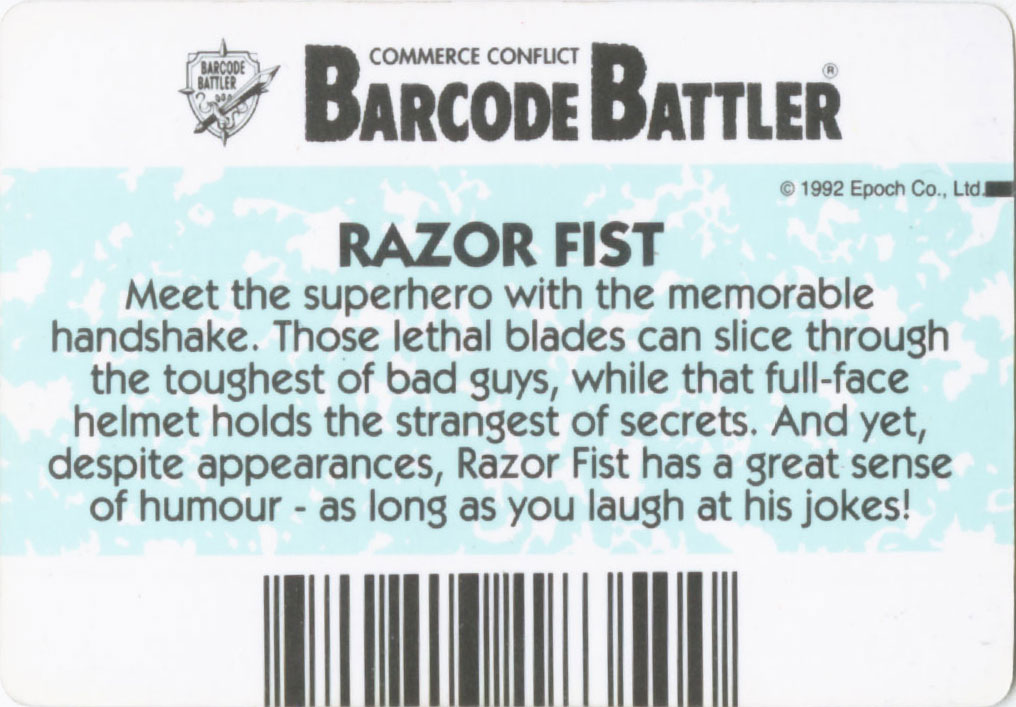 BARCODE
BATTLER
COMMERCE CONFLICT
BARCODE BATTLER®
© 1992 Epoch Co., Ltd.
RAZOR FIST
Meet the superhero with the memorable
handshake. Those lethal blades can slice through
the toughest of bad guys, while that full-face
helmet holds the strangest of secrets. And yet,
despite appearances, Razor Fist has a great sense
of humour - as long as you laugh at his jokes!